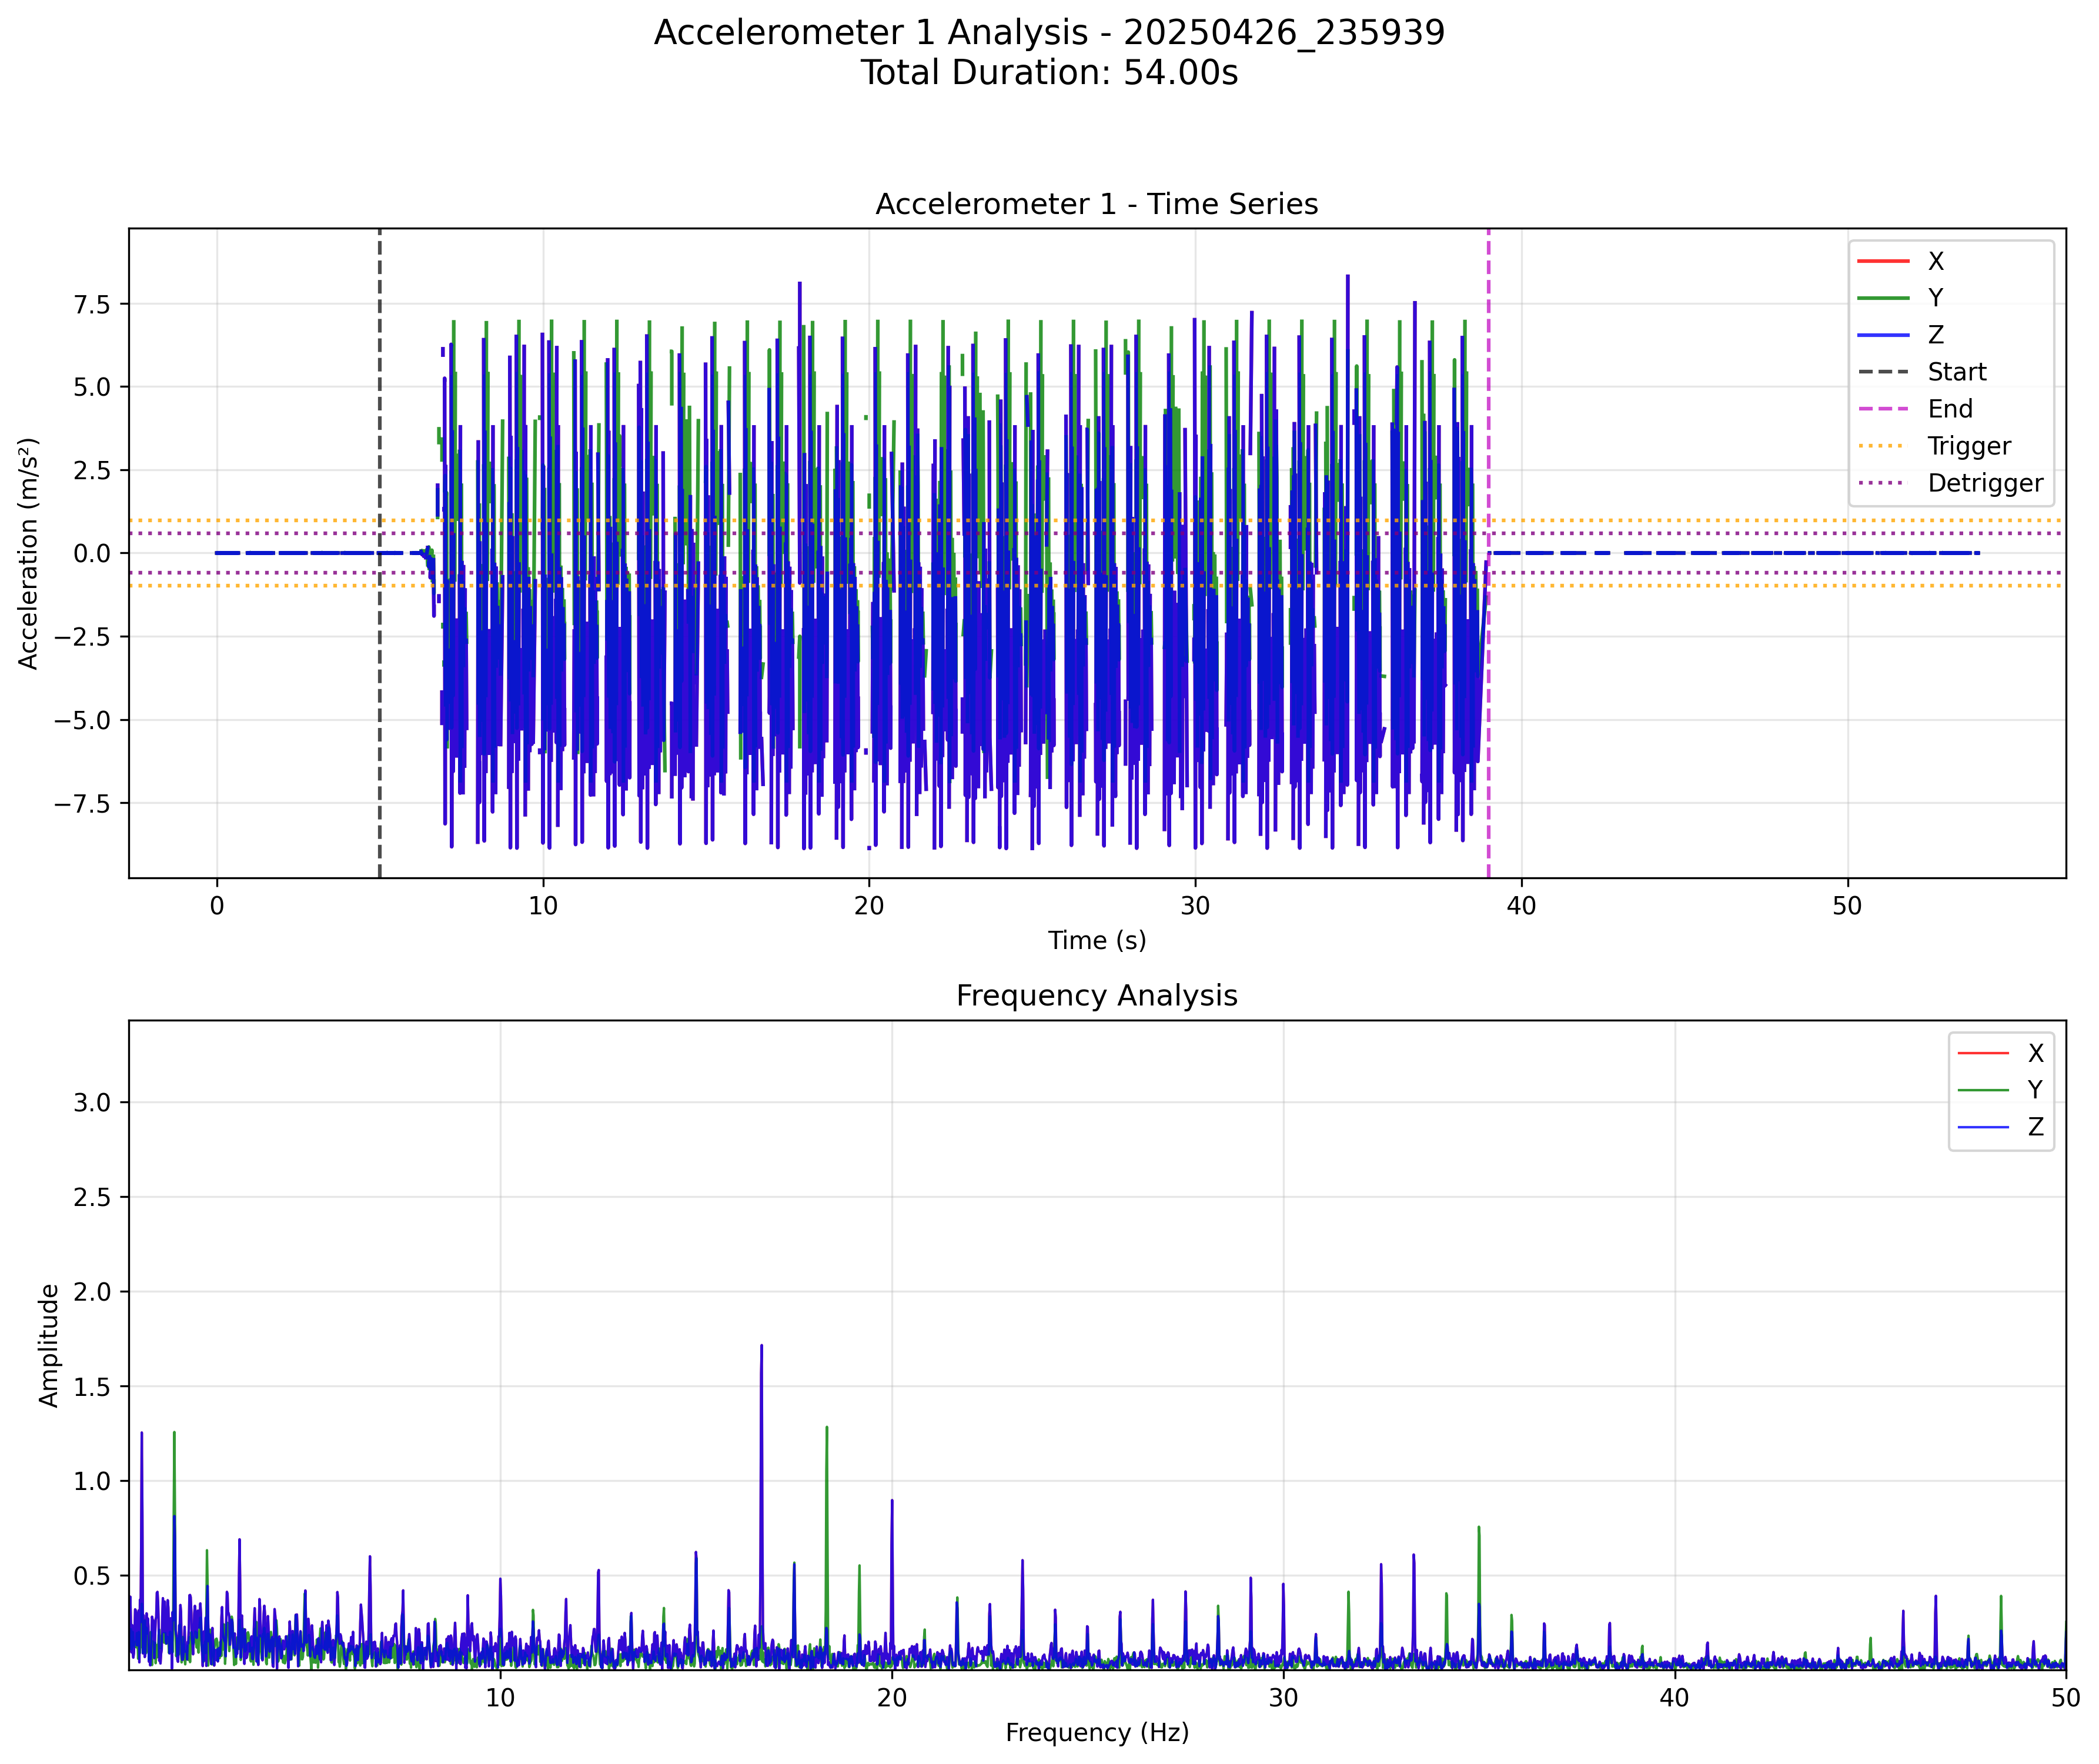 Accelerometer 1 Analysis - 20250426_235939
Total Duration: 54.00s
Accelerometer 1 - Time Series
Acceleration (m/s²)
7.5
5.0
2.5
0.0
−2.5
−5.0
−7.5
X
Y
Z
Start
End
Trigger
Detrigger
0
10
20
30
40
50
Time (s)
Frequency Analysis
Amplitude
3.0
2.5
2.0
1.5
1.0
0.5
X
Y
Z
10
20
30
40
50
Frequency (Hz)